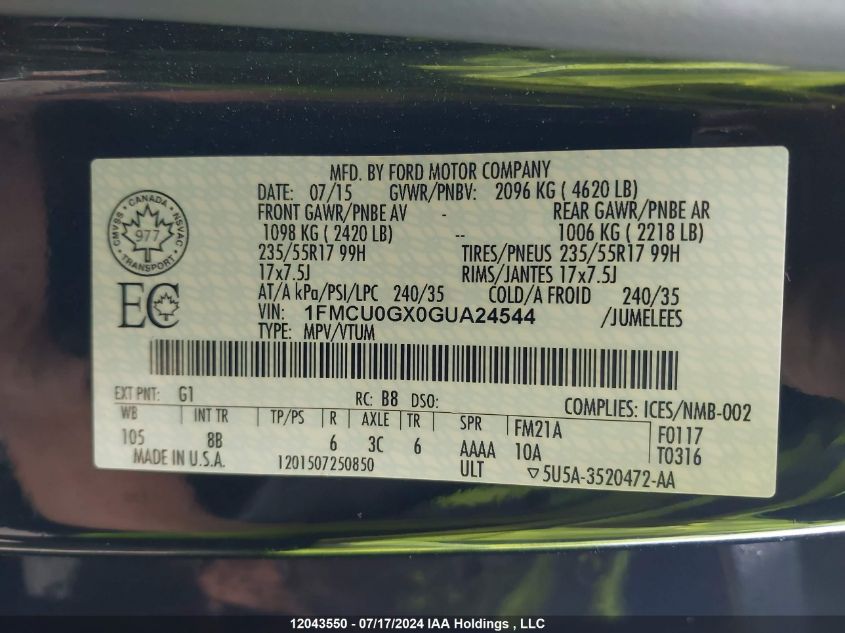 MFD. BY FORD MOTOR COMPANY
DATE: 07/15 GVWR/PNBV: 2096 KG ( 4620 LB)
FRONT GAWR/PNBE AV - REAR GAWR/PNBE AR
1098 KG ( 2420 LB) -- 1006 KG ( 2218 LB)
235/55R17 99H TIRES/PNEUS 235/55R17 99H
17x7.5J RIMS/JANTES 17x7.5J
AT/A kPa/PSI/LPC 240/35 COLD/A FROID 240/35
VIN: 1FMCU0GX0GUA24544 /JUMELEES
TYPE: MPV/VTUM
CANADA
CMVSS NSVAC
977
TRANSPORT
EC
EXT PNT: G1 RC: B8 DSO: COMPLIES: ICES/NMB-002
WB INT TR TP/PS R AXLE TR SPR FM21A F0117
105 8B 6 3C 6 AAAA 10A T0316
MADE IN U.S.A. 1201507250850 ULT ▽5U5A-3520472-AA
12043550 - 07/17/2024 IAA Holdings , LLC